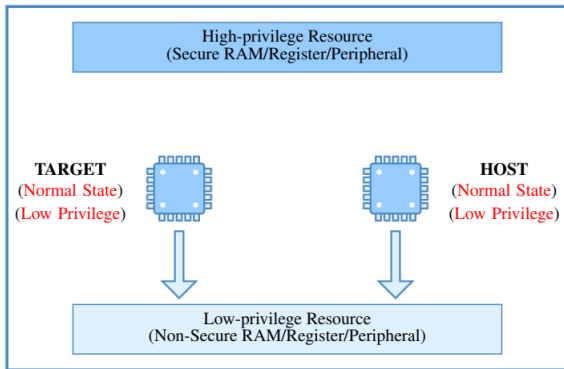 High-privilege Resource
(Secure RAM/Register/Peripheral)
TARGET
(Normal State)
(Low Privilege)
HOST
(Normal State)
(Low Privilege)
Low-privilege Resource
(Non-Secure RAM/Register/Peripheral)